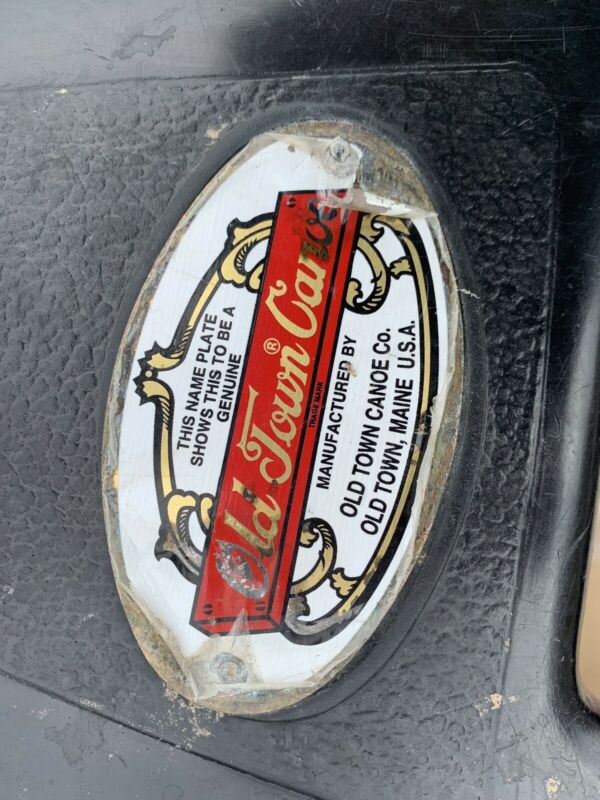 THIS NAME PLATE
SHOWS THIS TO BE A
GENUINE
Old Town® Canoe
TRADE MARK
MANUFACTURED BY
OLD TOWN CANOE Co.
OLD TOWN, MAINE U.S.A.